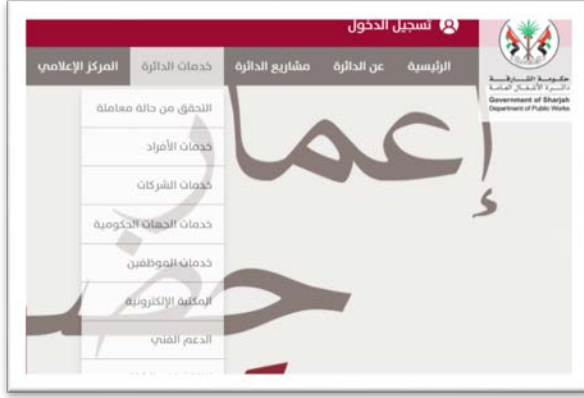 تسجيل الدخول
حكومة الشارقة
دائرة الأشغال العامة
Government of Sharjah
Department of Public Works
الرئيسية
عن الدائرة
مشاريع الدائرة
خدمات الدائرة
المركز الإعلامي
التحقق من حالة معاملة
خدمات الأفراد
خدمات الشركات
خدمات الجهات الحكومية
خدمات الموظفين
المكتبة الإلكترونية
الدعم الفني
إعمار